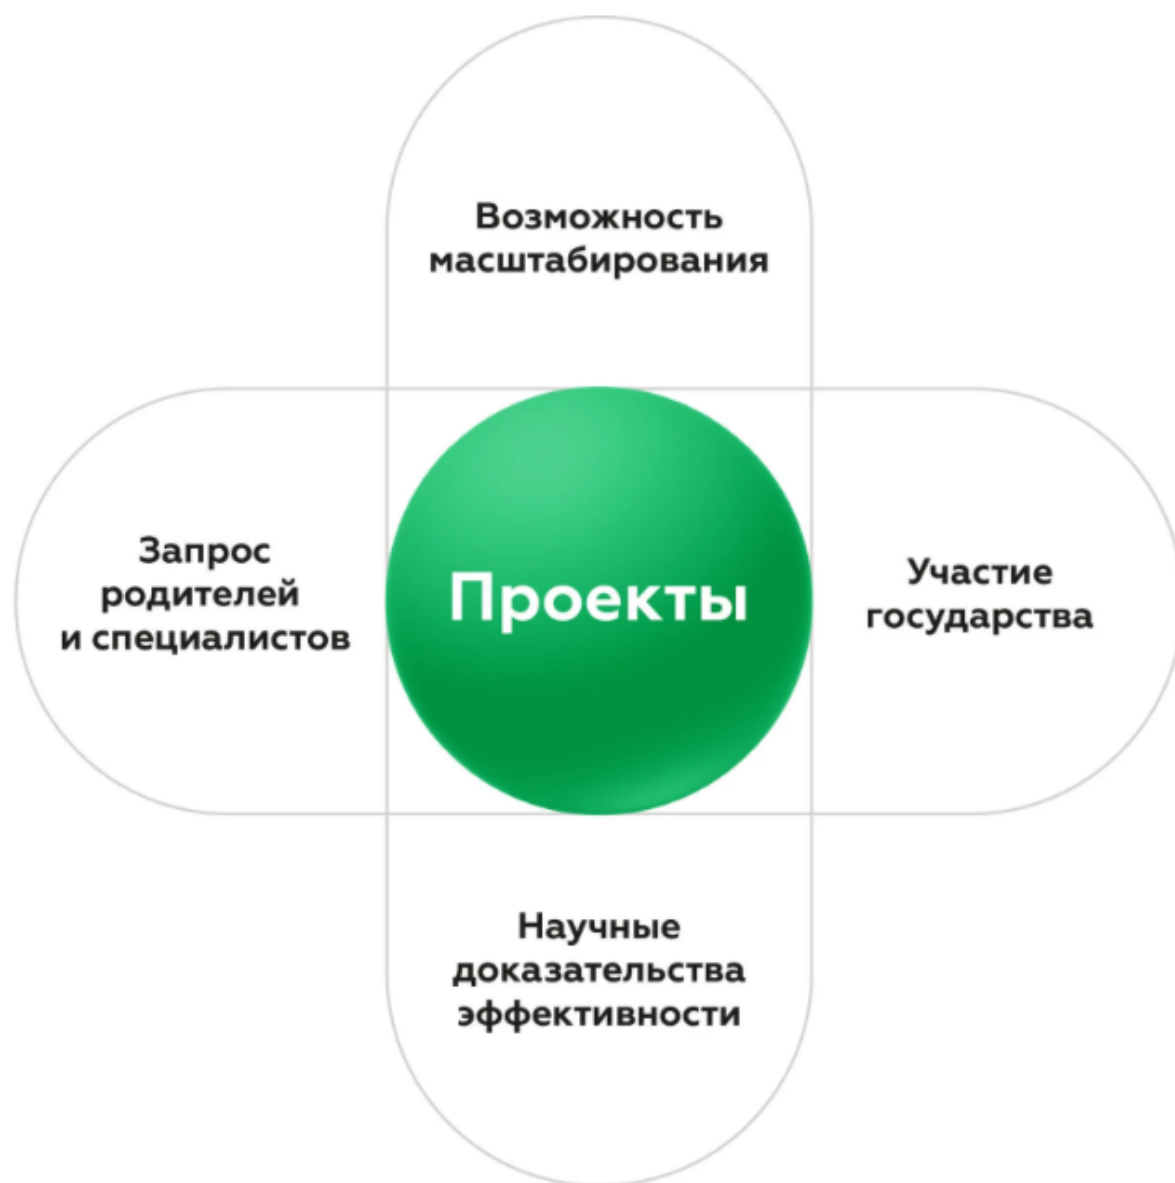 Возможность
масштабирования
Запрос
родителей
и специалистов
Проекты
Участие
государства
Научные
доказательства
эффективности